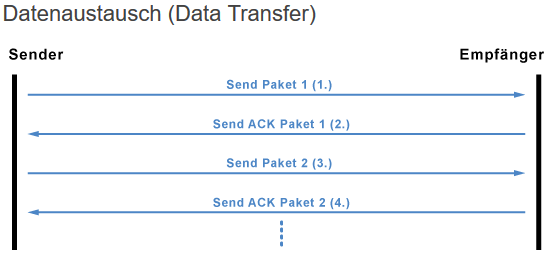 Datenaustausch (Data Transfer)
Sender
Empfänger
Send Paket 1 (1.)
Send ACK Paket 1 (2.)
Send Paket 2 (3.)
Send ACK Paket 2 (4.)